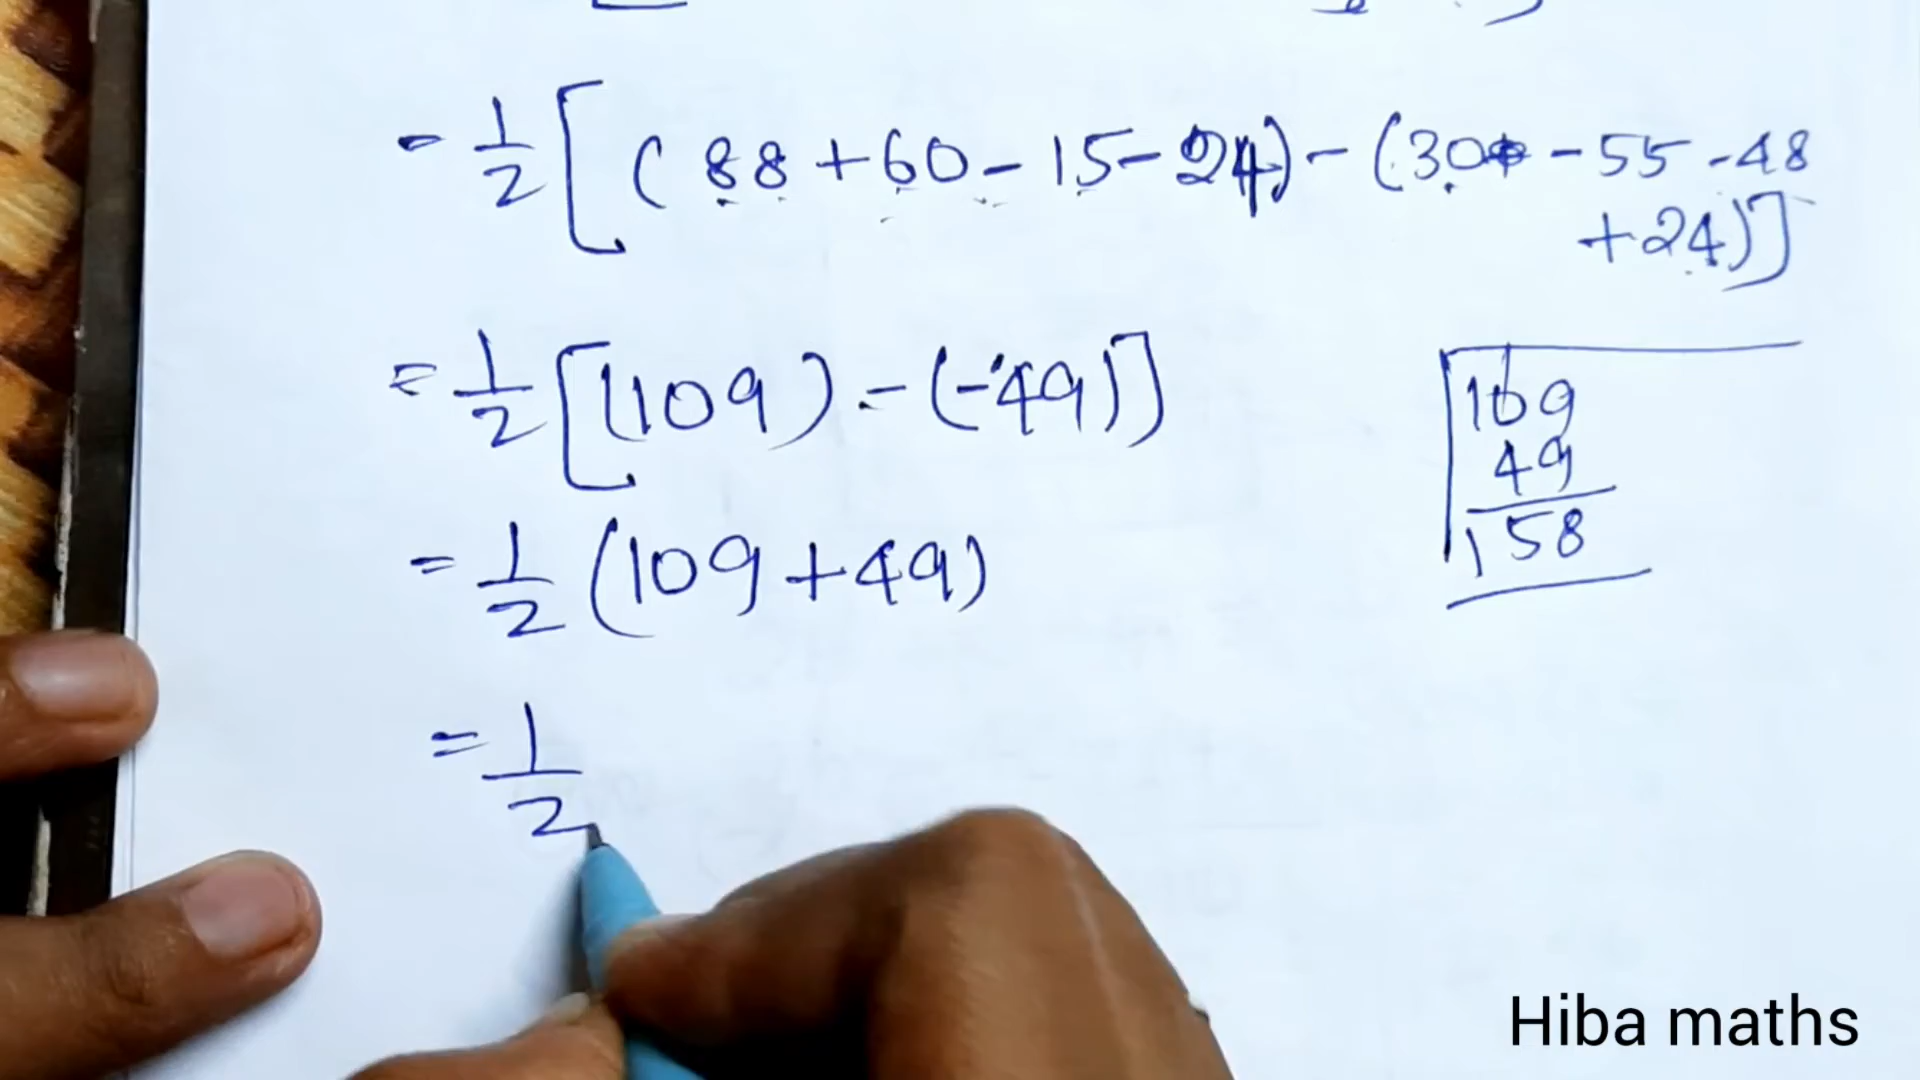 = 1/2 [ ( 88 + 60 - 15 - 24) - (30 - 55 - 48
+ 24)]
= 1/2 [(109) - (-49)]
= 1/2 (109 + 49)
= 1/2
109
49
158
Hiba maths